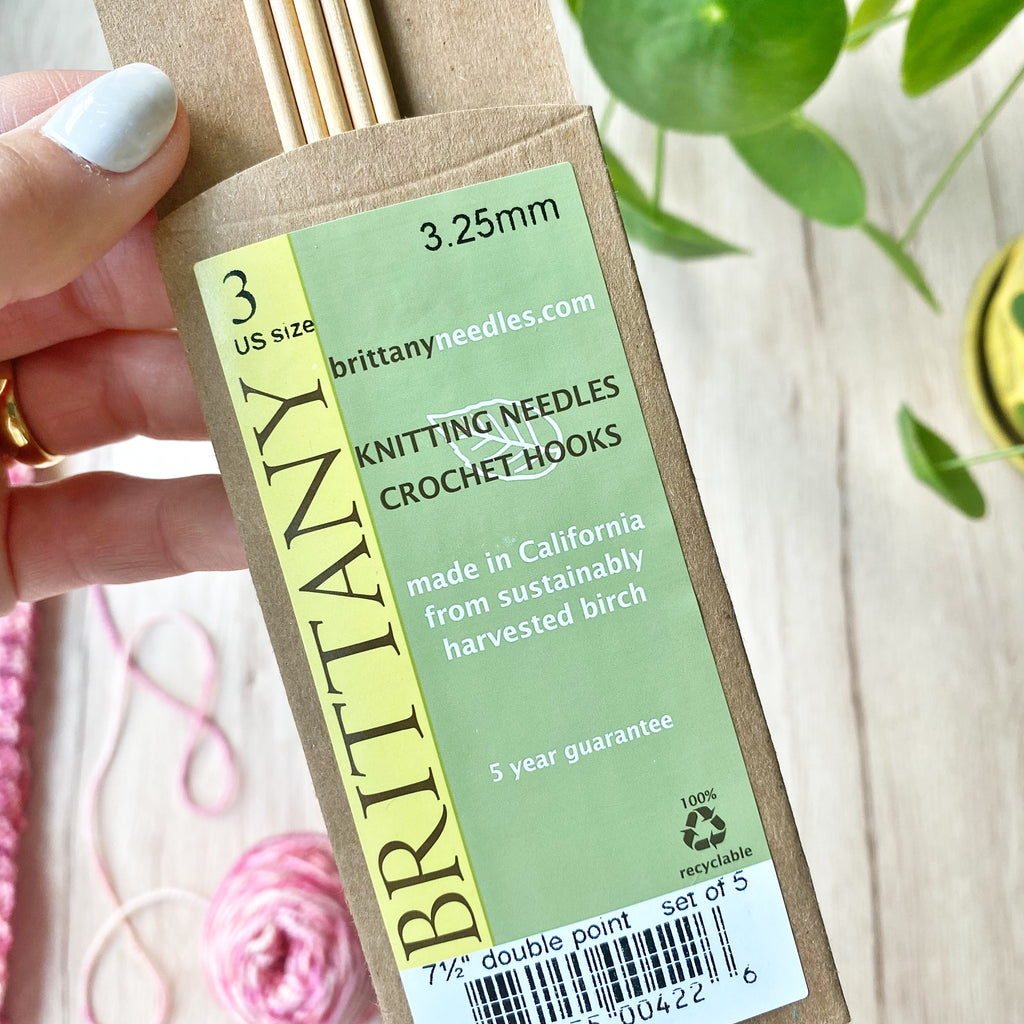 3.25mm
3
US size
brittanyneedles.com
KNITTING NEEDLES
CROCHET HOOKS
BRITTANY
made in California
from sustainably
harvested birch
5 year guarantee
100%
recyclable
7½" double point set of 5
00422 6